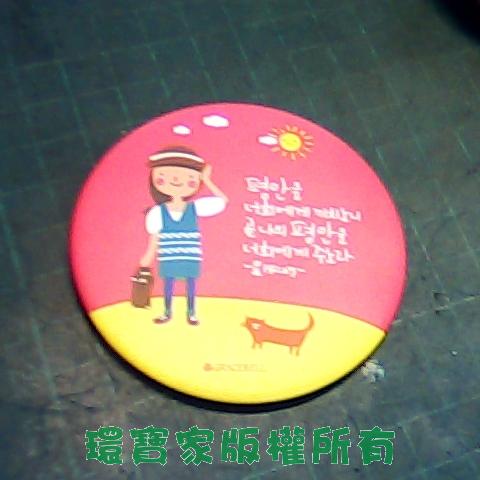 평안을
너희에게 끼치노니
곧 나의 평안을
너희에게 주노라
GRACEBELL
環寶家版權所有